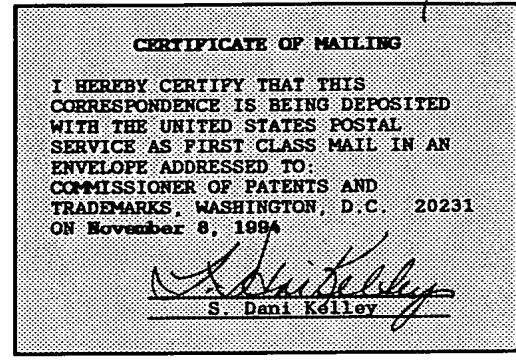 CERTIFICATE OF MAILING
I HEREBY CERTIFY THAT THIS
CORRESPONDENCE IS BEING DEPOSITED
WITH THE UNITED STATES POSTAL
SERVICE AS FIRST CLASS MAIL IN AN
ENVELOPE ADDRESSED TO:
COMMISSIONER OF PATENTS AND
TRADEMARKS, WASHINGTON, D.C. 20231
ON November 8, 1994
S. Dani Kelley
S. Dani Kelley